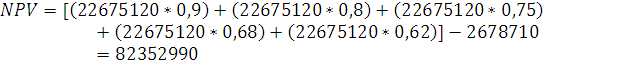 NPV = [(22675120 * 0,9) + (22675120 * 0,8) + (22675120 * 0,75)
+ (22675120 * 0,68) + (22675120 * 0,62)] − 2678710
= 82352990